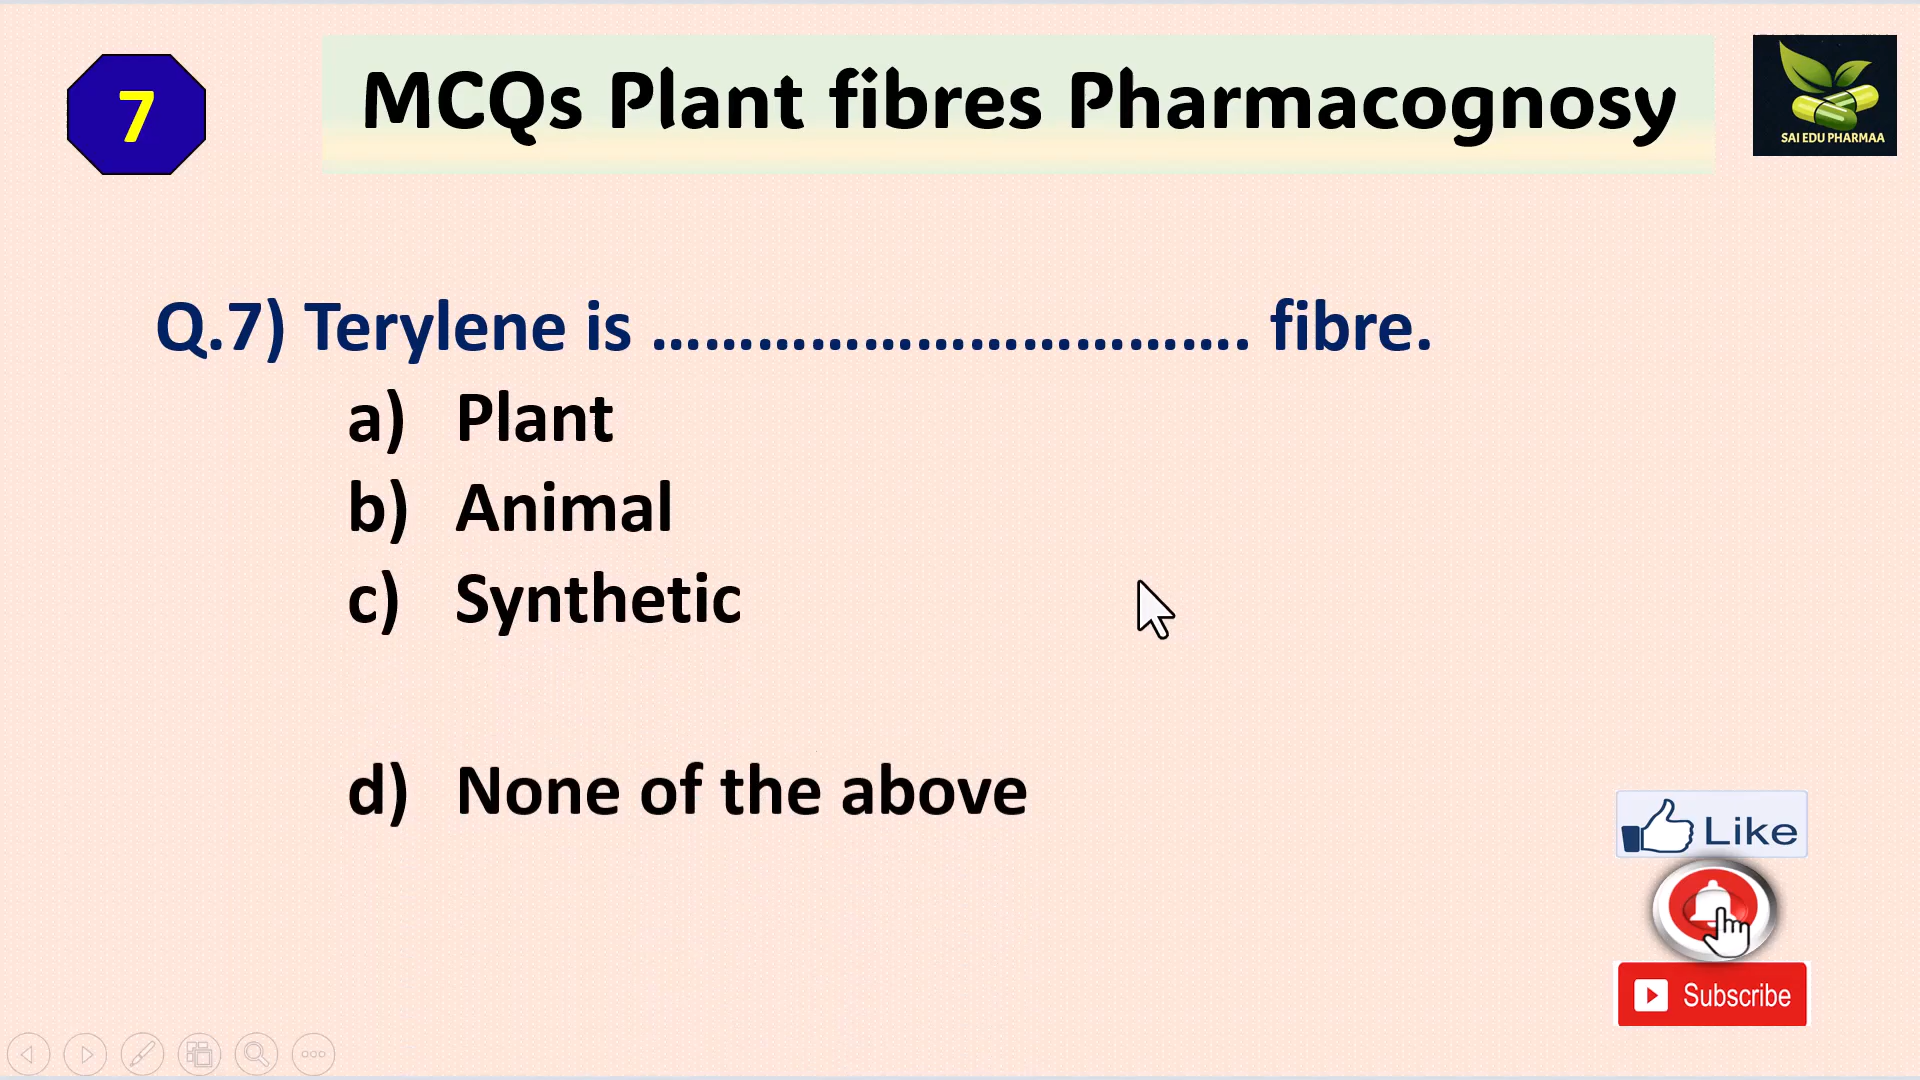 7
MCQs Plant fibres Pharmacognosy
SAI EDU PHARMAA
Q.7) Terylene is ……………………………. fibre.
a) Plant
b) Animal
c) Synthetic
d) None of the above
Like
Subscribe